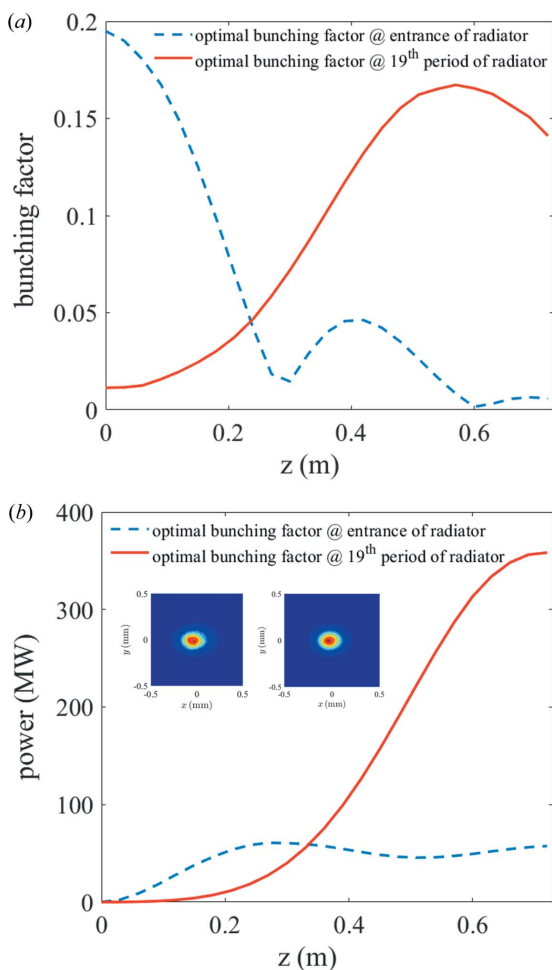 (a)
0.2
optimal bunching factor @ entrance of radiator
optimal bunching factor @ 19th period of radiator
0.15
0.1
0.05
0
bunching factor
0 0.2 0.4 0.6
z (m)
(b)
400
optimal bunching factor @ entrance of radiator
optimal bunching factor @ 19th period of radiator
300
200
100
0
power (MW)
0.5
0
-0.5
y (mm)
-0.5 0 0.5
x (mm)
0.5
0
-0.5
y (mm)
-0.5 0 0.5
x (mm)
0 0.2 0.4 0.6
z (m)